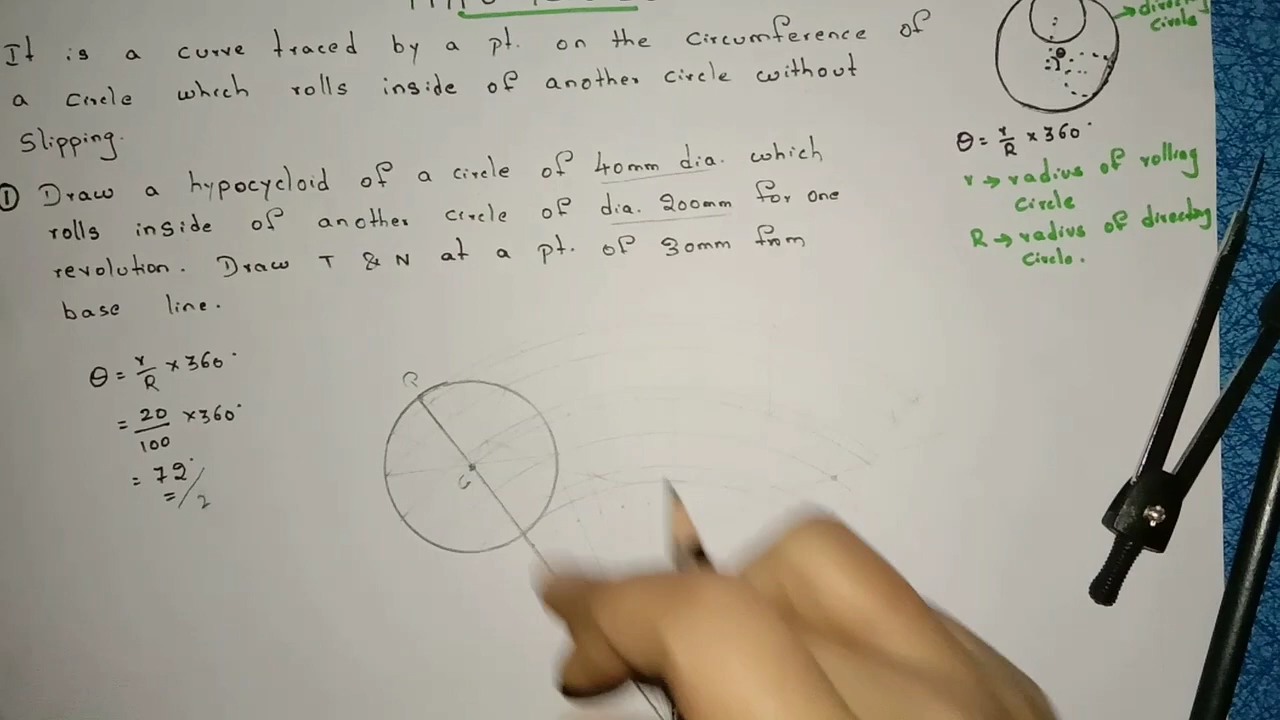 It is a curve traced by a pt. on the circumference of
a circle which rolls inside of another circle without
Slipping.
① Draw a hypocycloid of a circle of 40mm dia. which
rolls inside of another circle of dia. 200mm for one
revolution. Draw T & N at a pt. of 30mm from
base line.
θ = r/R × 360°
= 20/100 × 360°
= 72°
= / 2
P
C
circle
θ = r/R × 360°
r → radius of rolling
circle
R → radius of directing
circle.